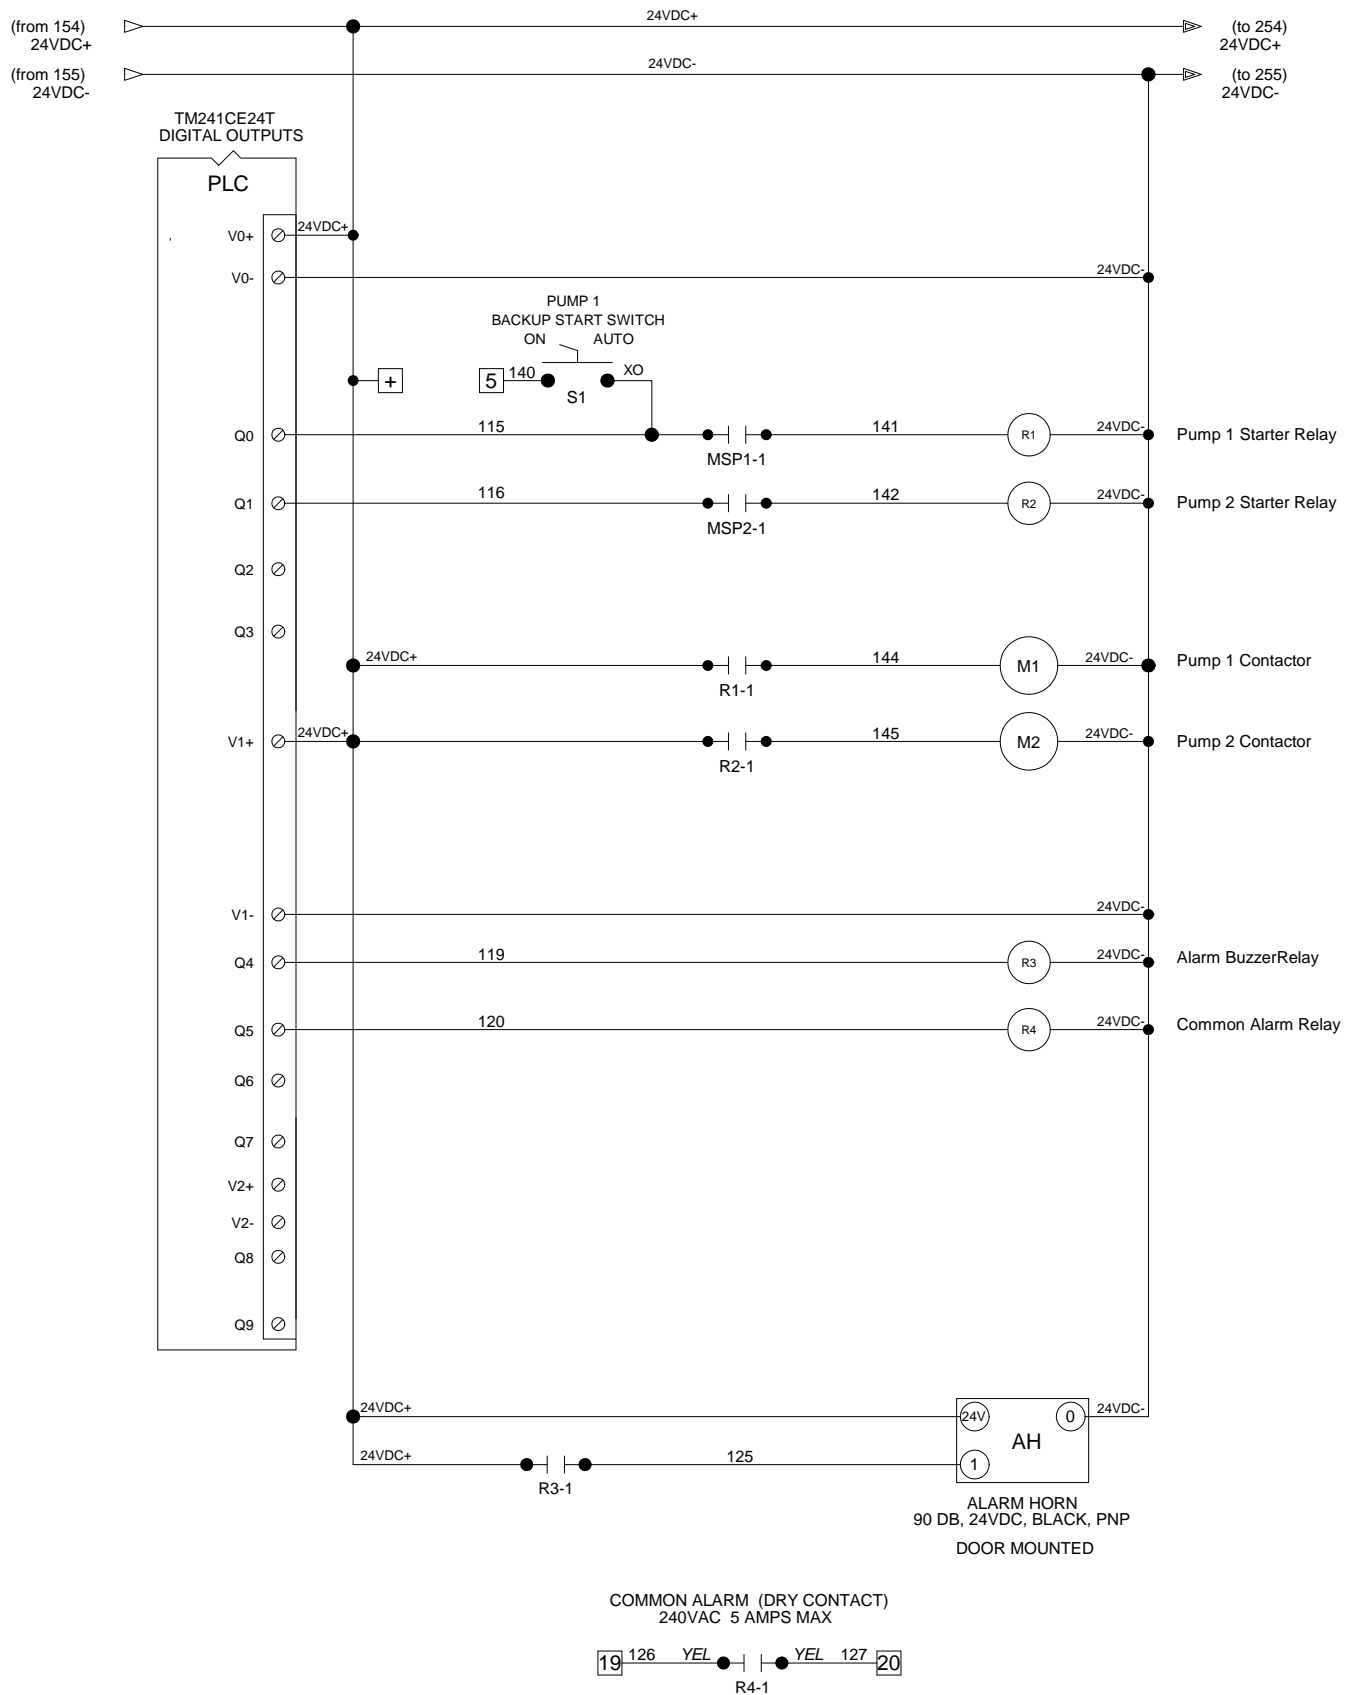 24VDC+
(from 154)
24VDC+
(to 254)
24VDC+
24VDC-
(from 155)
24VDC-
(to 255)
24VDC-
TM241CE24T
DIGITAL OUTPUTS
PLC
V0+
24VDC+
V0-
24VDC-
PUMP 1
BACKUP START SWITCH
ON AUTO
+
5 140 XO
S1
Q0 115 141 R1 24VDC- Pump 1 Starter Relay
MSP1-1
Q1 116 142 R2 24VDC- Pump 2 Starter Relay
MSP2-1
Q2
Q3
24VDC+ 144 M1 24VDC- Pump 1 Contactor
R1-1
V1+ 24VDC+ 145 M2 24VDC- Pump 2 Contactor
R2-1
V1- 24VDC-
Q4 119 R3 24VDC- Alarm BuzzerRelay
Q5 120 R4 24VDC- Common Alarm Relay
Q6
Q7
V2+
V2-
Q8
Q9
24VDC+ 24V 0 24VDC-
AH
24VDC+ 125 1
R3-1
ALARM HORN
90 DB, 24VDC, BLACK, PNP
DOOR MOUNTED
COMMON ALARM (DRY CONTACT)
240VAC 5 AMPS MAX
19 126 YEL YEL 127 20
R4-1